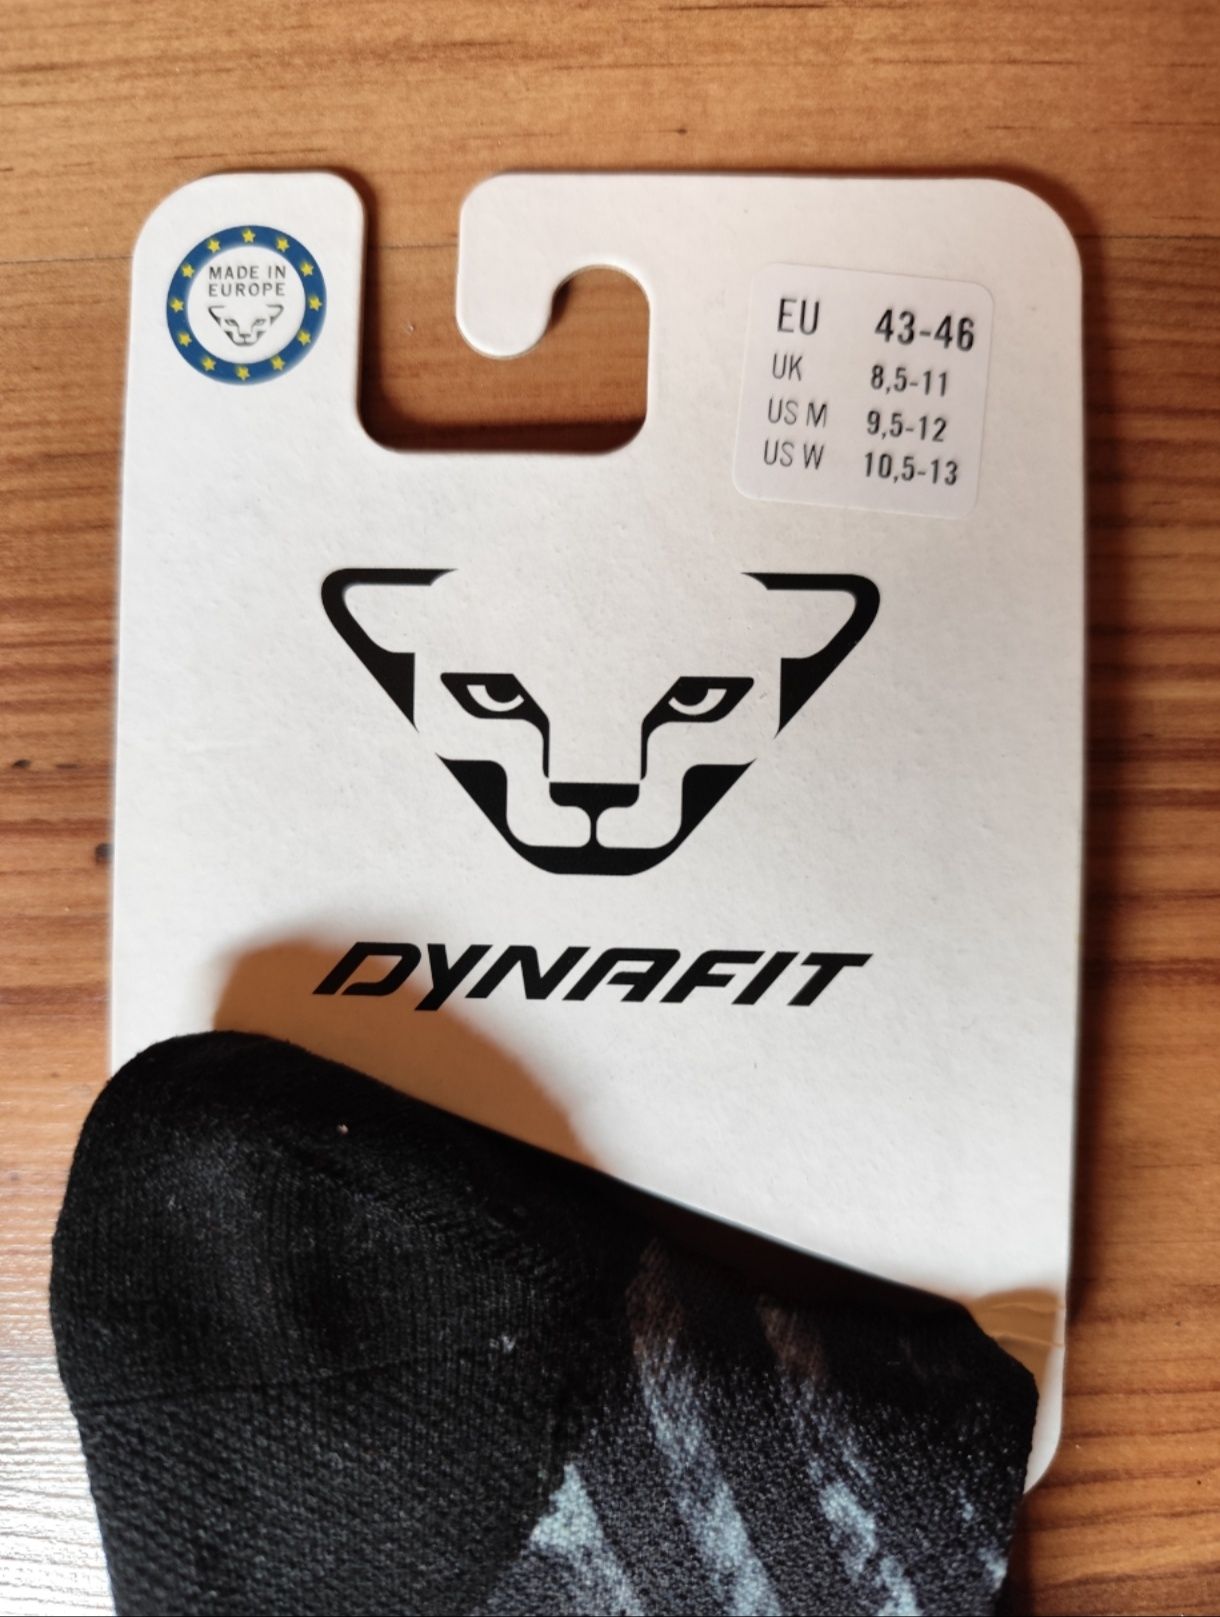 MADE IN
EUROPE
EU 43-46
UK 8,5-11
US M 9,5-12
US W 10,5-13
DYNAFIT